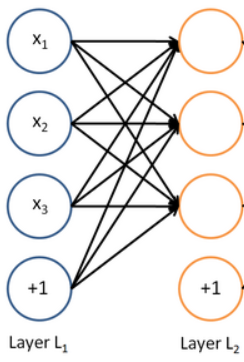 x₁
x₂
x₃
+1 +1
Layer L₁ Layer L₂